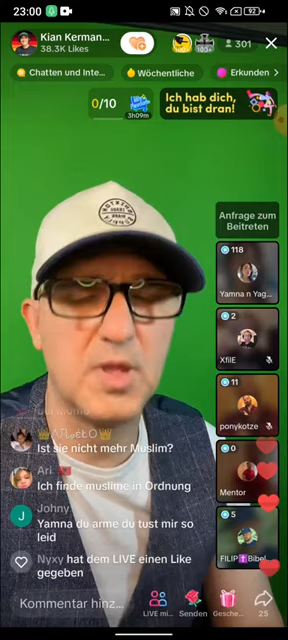 23:00
92
Kian Kerman...
38.3K Likes
301
Chatten und Inte...
Wöchentliche
Erkunden
0/10
3h09m
Ich hab dich,
du bist dran!
Anfrage zum
Beitreten
118
Yamna n Yag...
2
XfilE
11
ponykotze
0
Mentor
5
FILIP Bibel
Ist sie nicht mehr Muslim?
Ari
Ich finde muslime in Ordnung
J
Johny
Yamna du arme du tust mir so
leid
Nyxy hat dem LIVE einen Like
gegeben
Kommentar hinz...
LIVE mi...
Senden
Gesche...
25